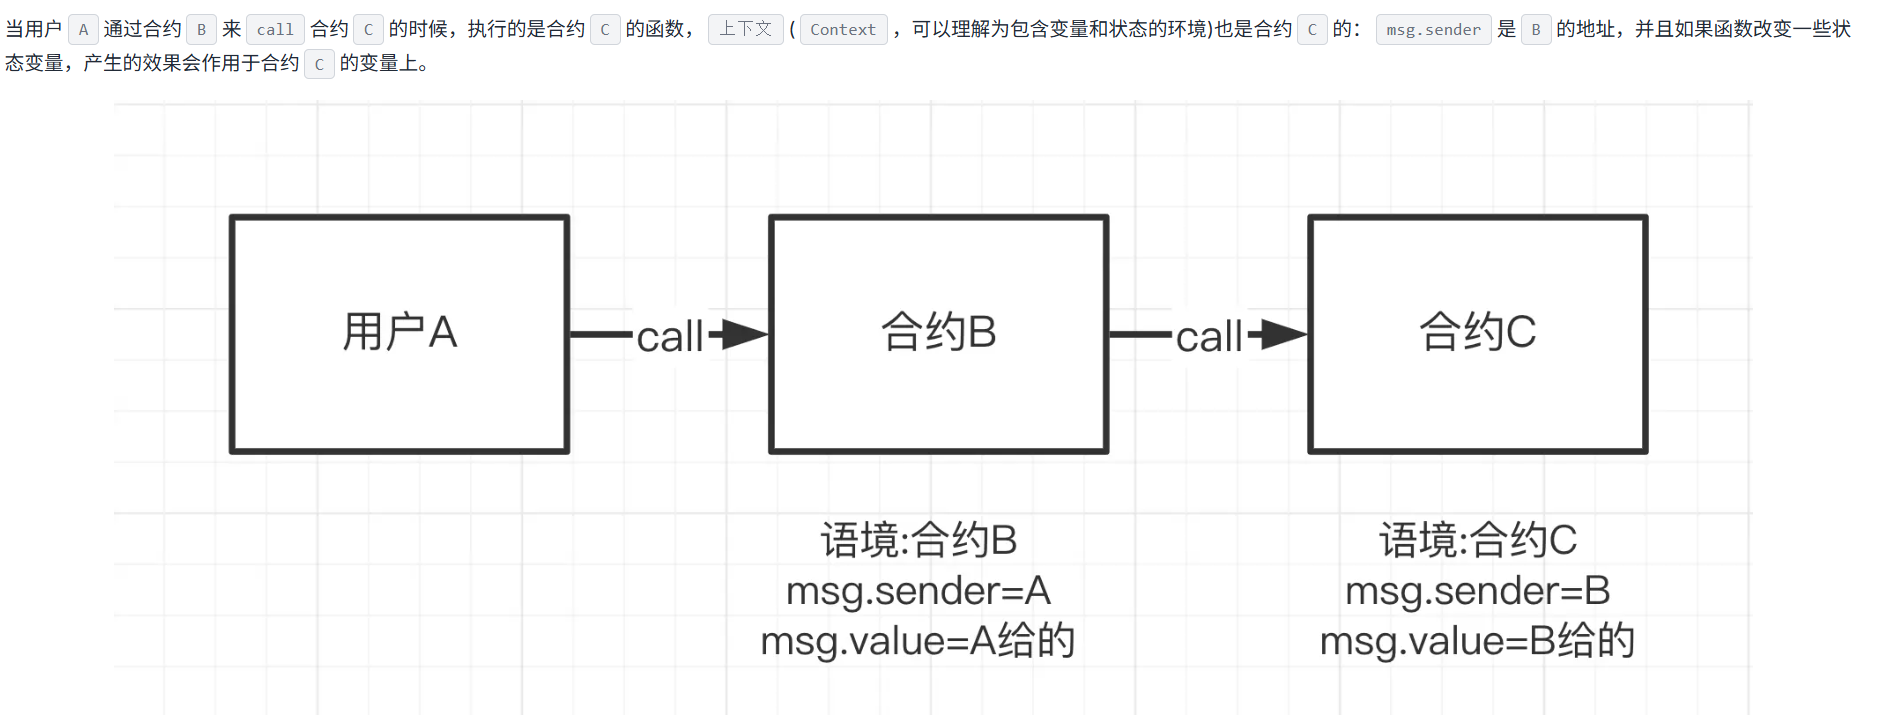 当用户 A 通过合约 B 来 call 合约 C 的时候，执行的是合约 C 的函数， 上下文 ( Context ，可以理解为包含变量和状态的环境)也是合约 C 的： msg.sender 是 B 的地址，并且如果函数改变一些状
态变量，产生的效果会作用于合约 C 的变量上。
用户A call 合约B call 合约C
语境:合约B 语境:合约C
msg.sender=A msg.sender=B
msg.value=A给的 msg.value=B给的